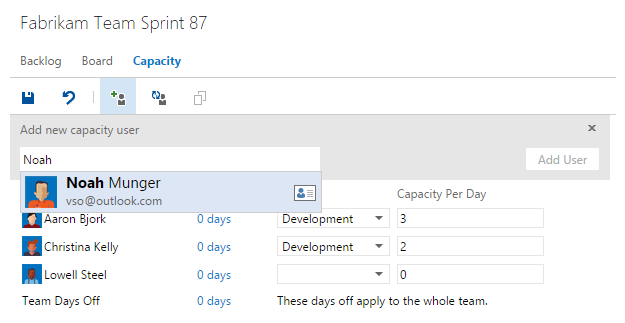 Fabrikam Team Sprint 87
Backlog Board Capacity
Add new capacity user
Noah
Add User
Noah Munger
vso@outlook.com
Capacity Per Day
Aaron Bjork 0 days Development 3
Christina Kelly 0 days Development 2
Lowell Steel 0 days 0
Team Days Off 0 days These days off apply to the whole team.